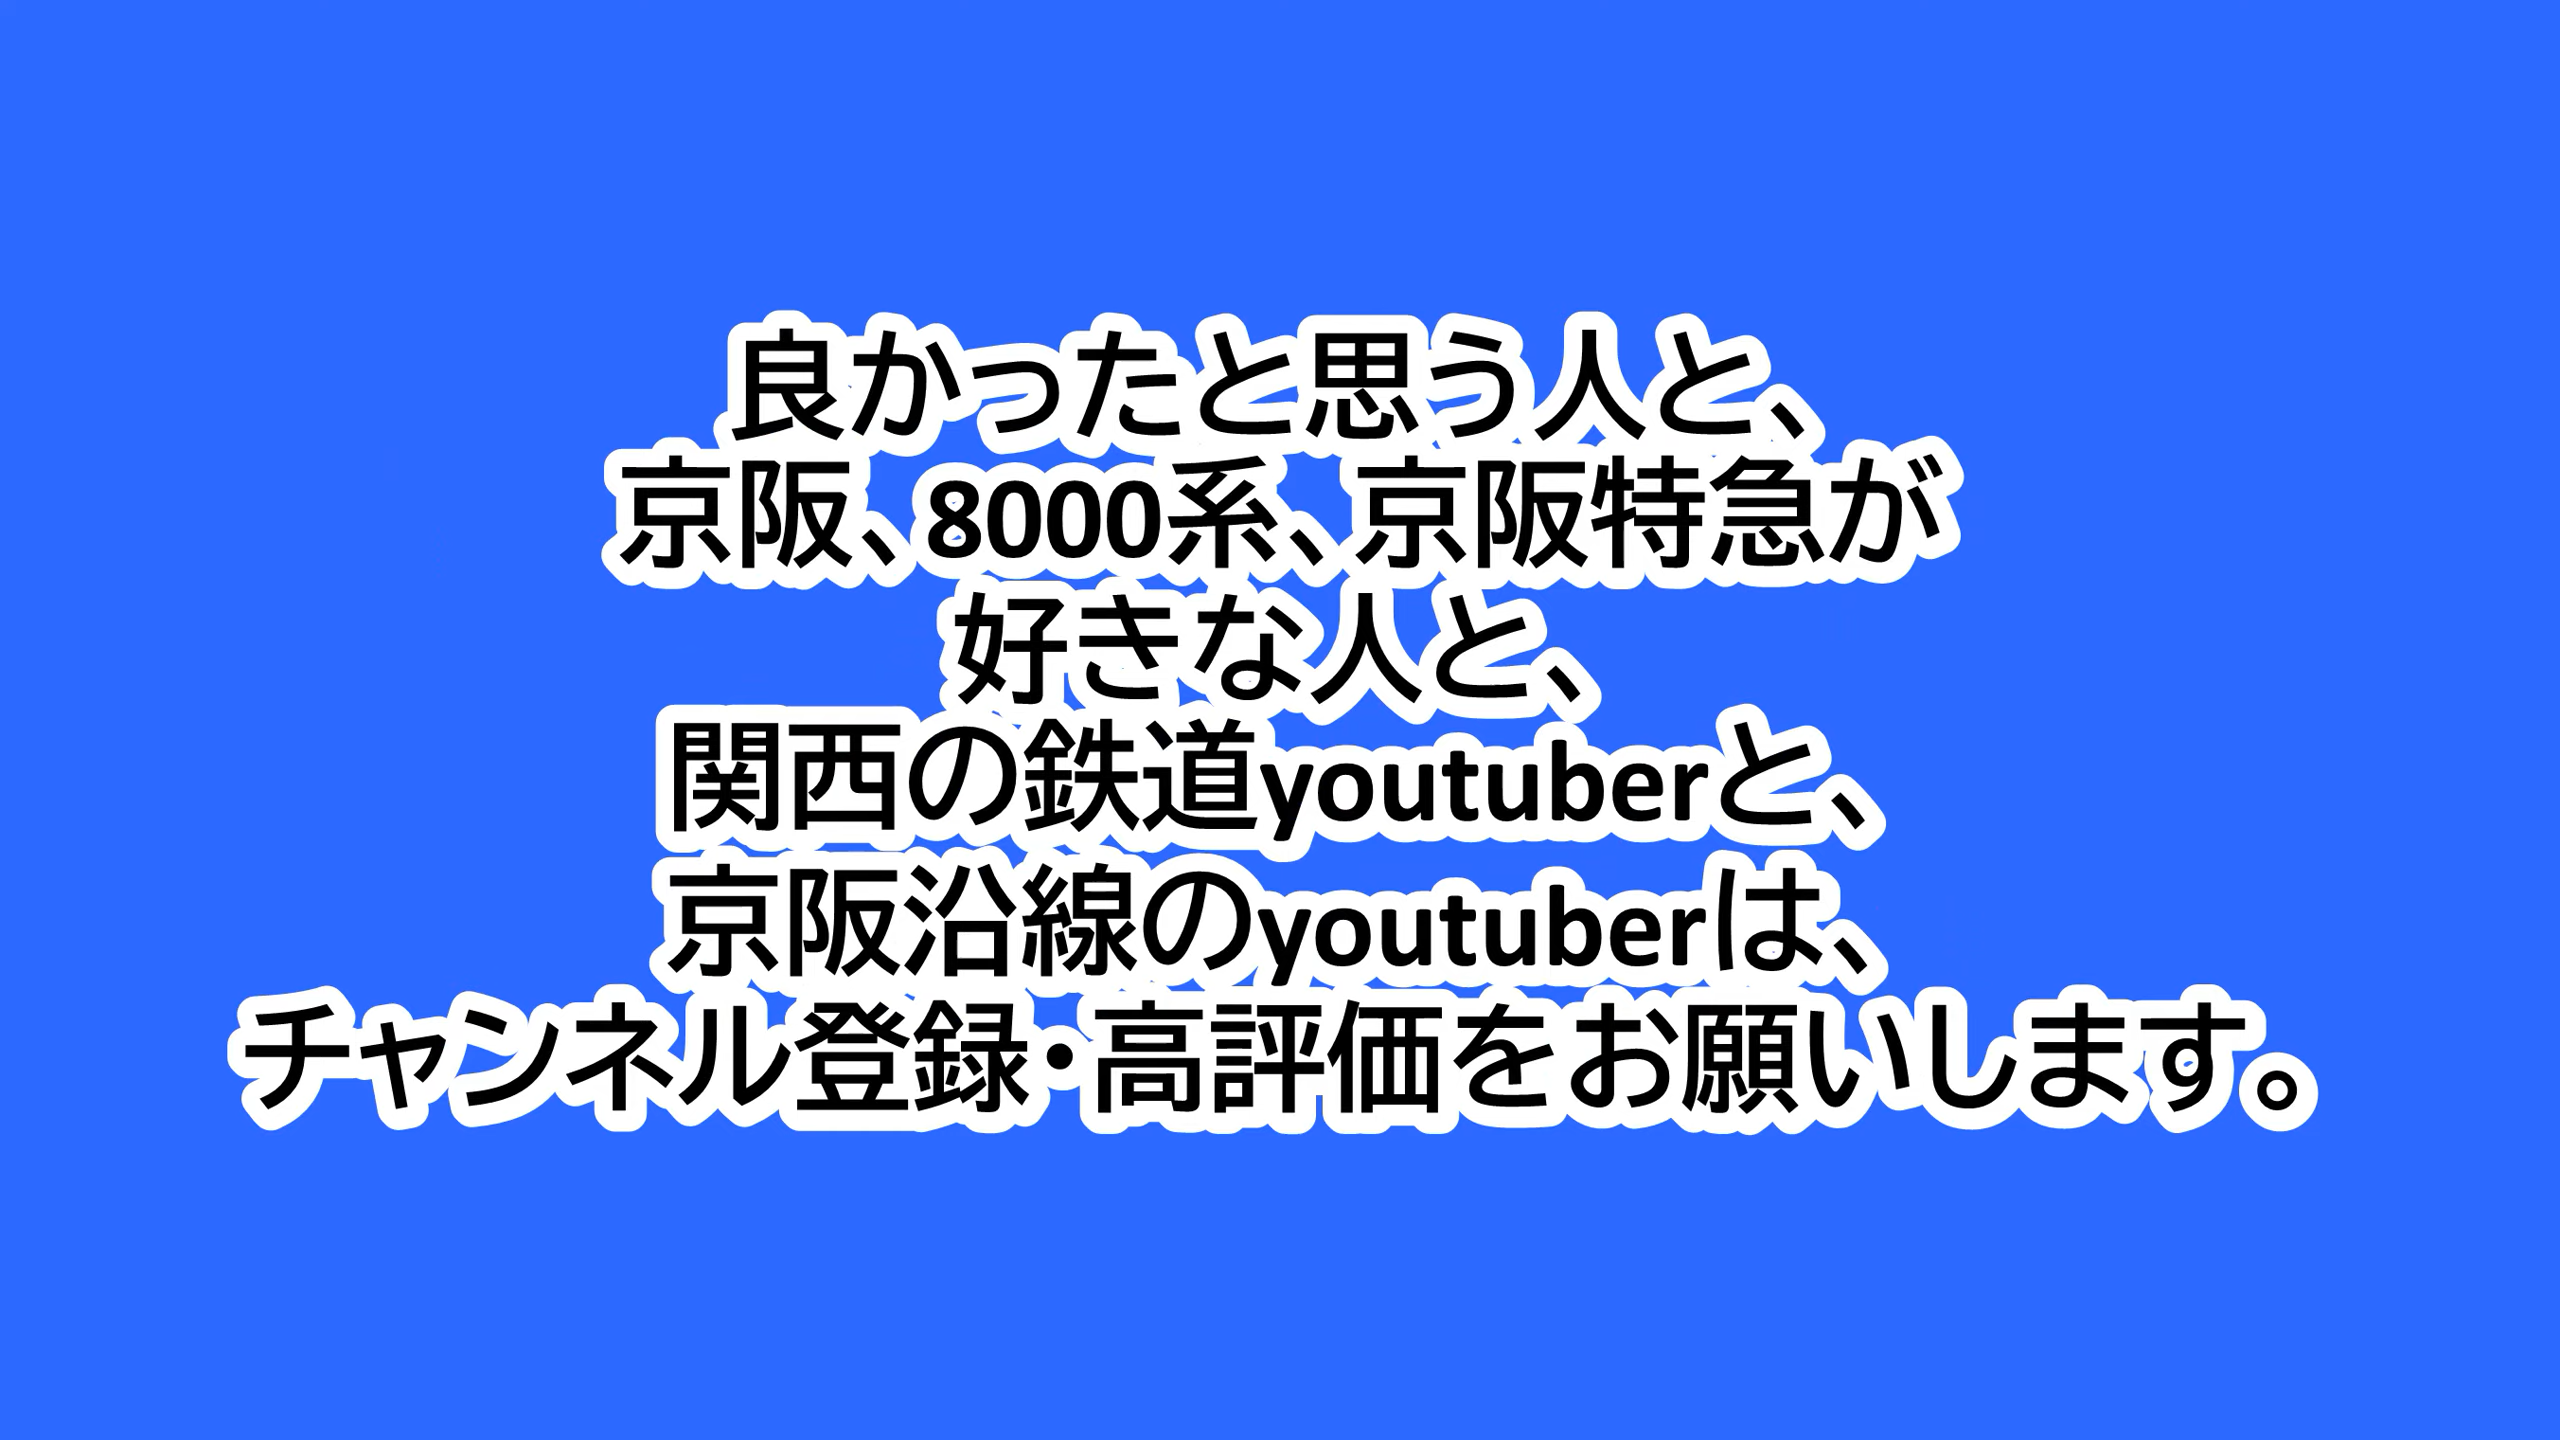 良かったと思う人と、
京阪、8000系、京阪特急が
好きな人と、
関西の鉄道youtuberと、
京阪沿線のyoutuberは、
チャンネル登録・高評価をお願いします。